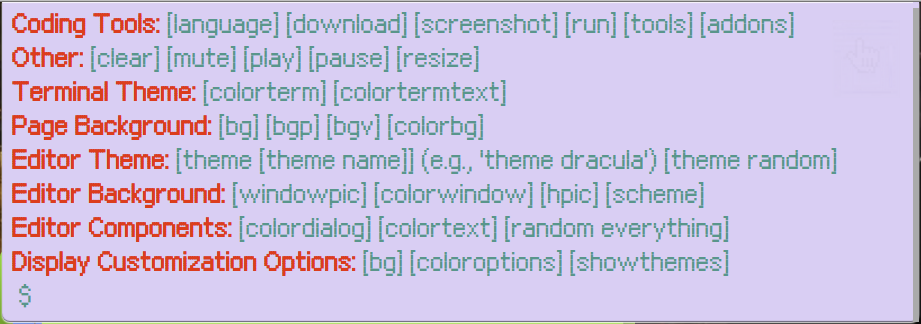 Coding Tools: [language] [download] [screenshot] [run] [tools] [addons]
Other: [clear] [mute] [play] [pause] [resize]
Terminal Theme: [colorterm] [colortermtext]
Page Background: [bg] [bgp] [bgv] [colorbg]
Editor Theme: [theme [theme name]] (e.g., 'theme dracula') [theme random]
Editor Background: [windowpic] [colorwindow] [hpic] [scheme]
Editor Components: [colordialog] [colortext] [random everything]
Display Customization Options: [bg] [coloroptions] [showthemes]
$